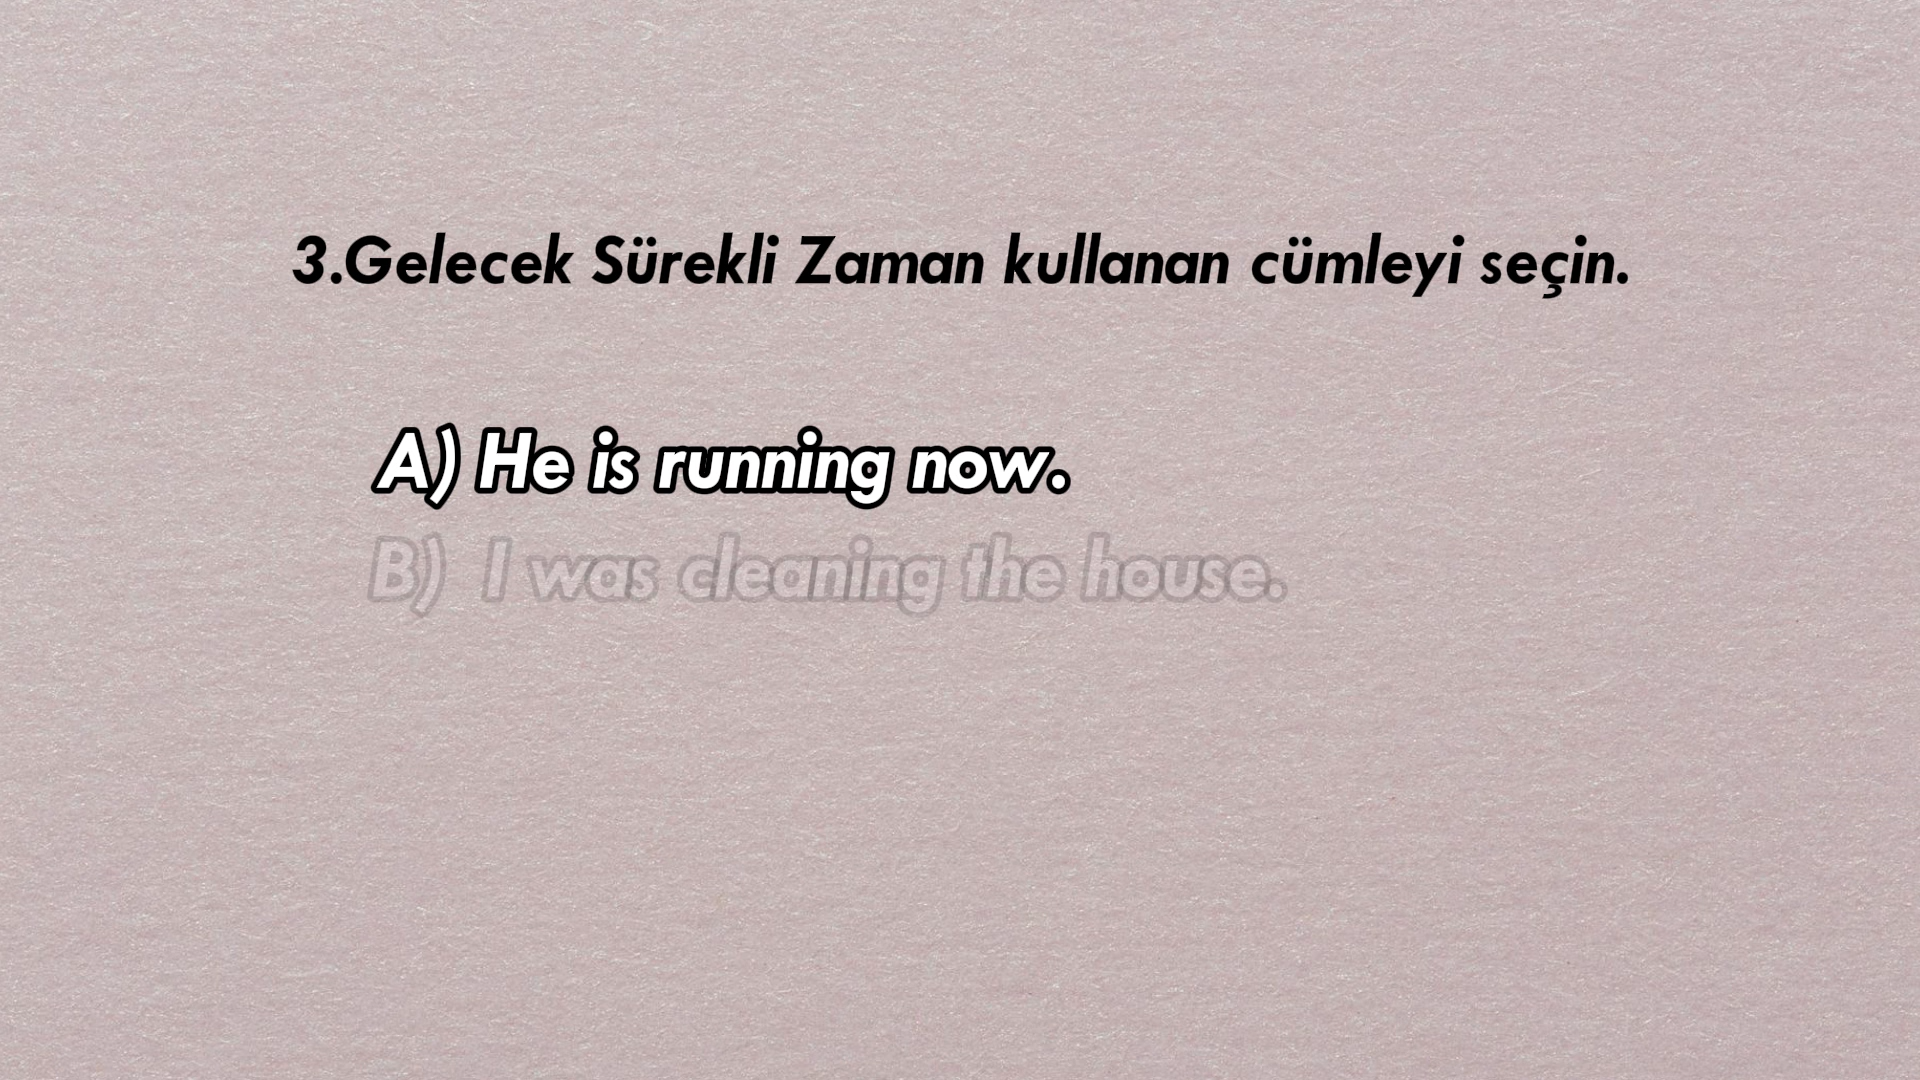 3.Gelecek Sürekli Zaman kullanan cümleyi seçin.
A) He is running now.
B) I was cleaning the house.